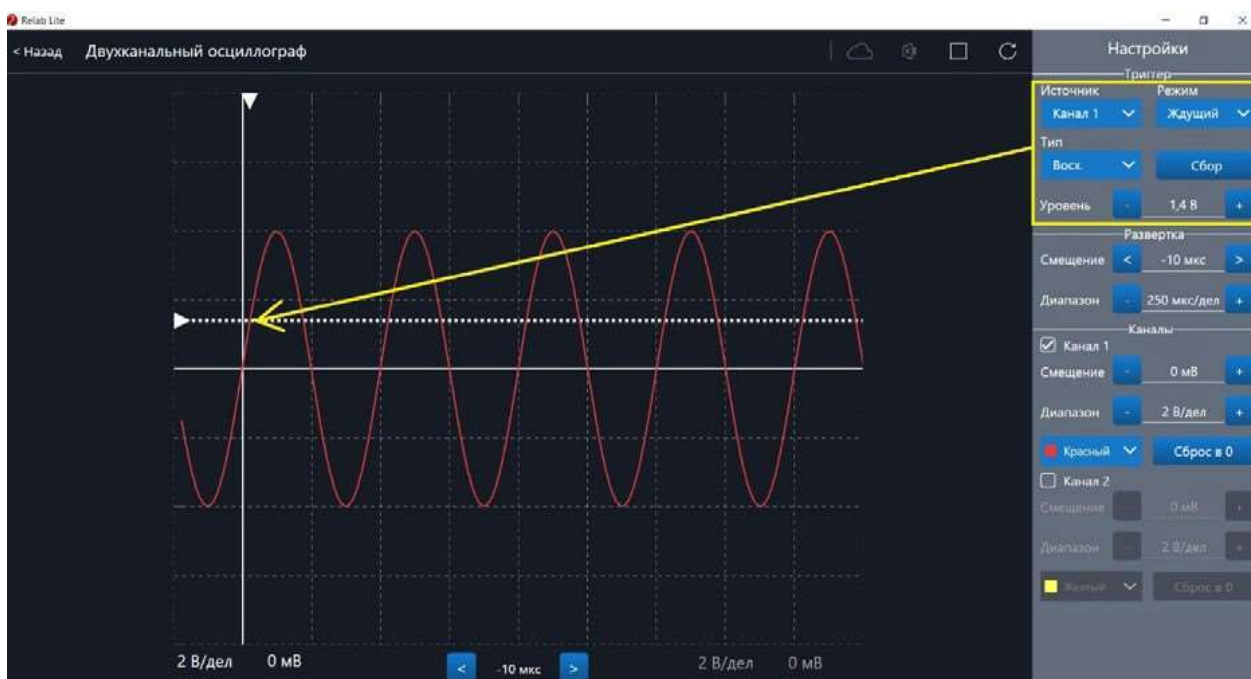 Relab Lite
< Назад Двухканальный осциллограф
Настройки
Триггер
Источник Режим
Канал 1 Ждущий
Тип
Восх. Сбор
Уровень - 1,4 В +
Развертка
Смещение < -10 мкс >
Диапазон - 250 мкс/дел +
Каналы
Канал 1
Смещение - 0 мВ +
Диапазон - 2 В/дел +
Красный Сброс в 0
Канал 2
Смещение - 0 мВ +
Диапазон - 2 В/дел +
Желтый Сброс в 0
2 В/дел 0 мВ < -10 мкс > 2 В/дел 0 мВ